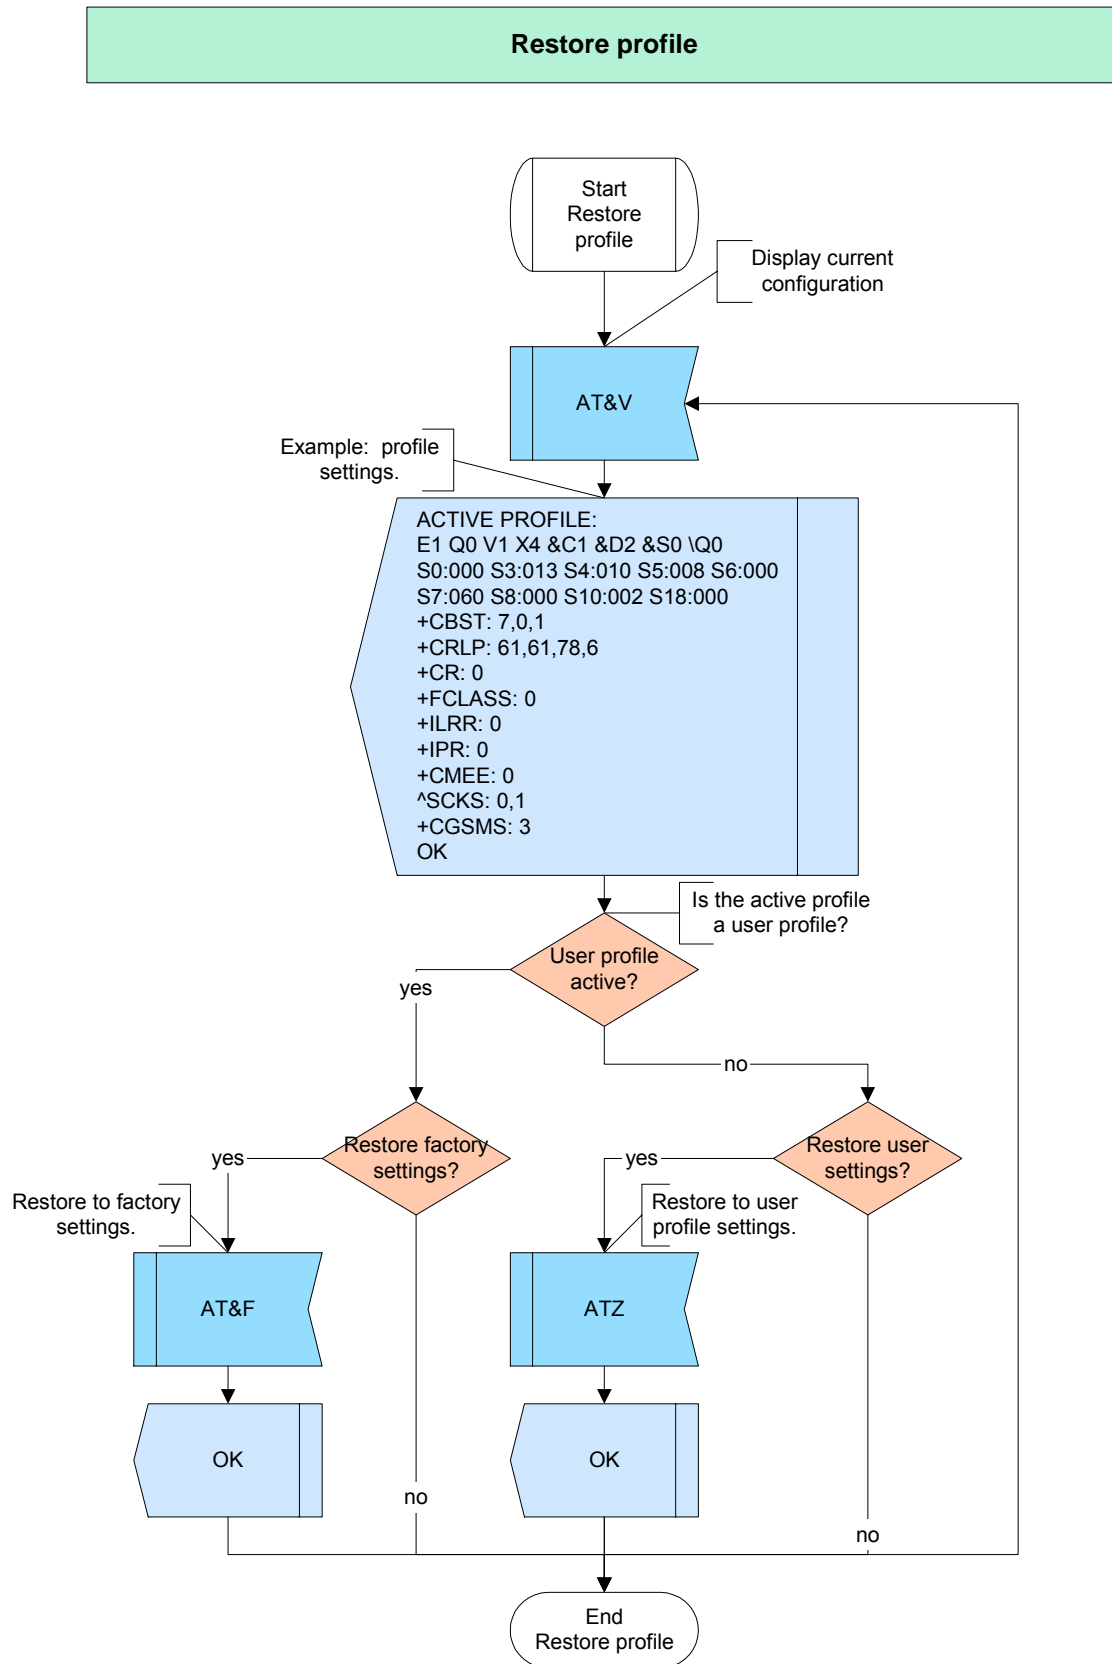 Restore profile
Start
Restore
profile
Display current
configuration
AT&V
Example:  profile
settings.
ACTIVE PROFILE:
E1 Q0 V1 X4 &C1 &D2 &S0 \Q0
S0:000 S3:013 S4:010 S5:008 S6:000
S7:060 S8:000 S10:002 S18:000
+CBST: 7,0,1
+CRLP: 61,61,78,6
+CR: 0
+FCLASS: 0
+ILRR: 0
+IPR: 0
+CMEE: 0
^SCKS: 0,1
+CGSMS: 3
OK
Is the active profile
a user profile?
User profile
active?
yes
no
Restore factory
settings?
Restore user
settings?
yes
yes
Restore to factory
settings.
Restore to user
profile settings.
AT&F
ATZ
OK
OK
no
no
End
Restore profile